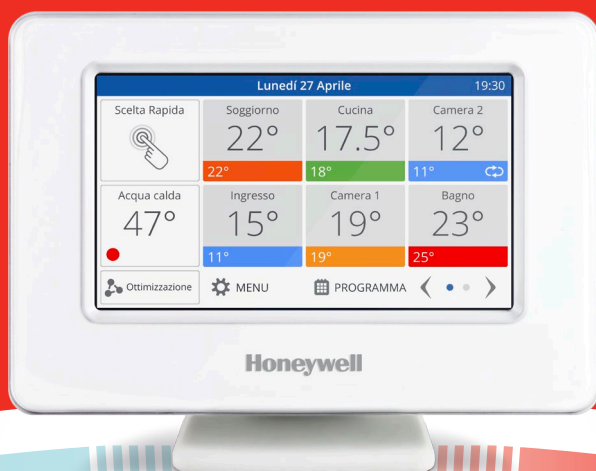 Lunedí 27 Aprile 19:30
Scelta Rapida
Soggiorno
22°
22°
Cucina
17.5°
18°
Camera 2
12°
11°
Acqua calda
47°
Ingresso
15°
11°
Camera 1
19°
19°
Bagno
23°
25°
Ottimizzazione
MENU
PROGRAMMA
Honeywell